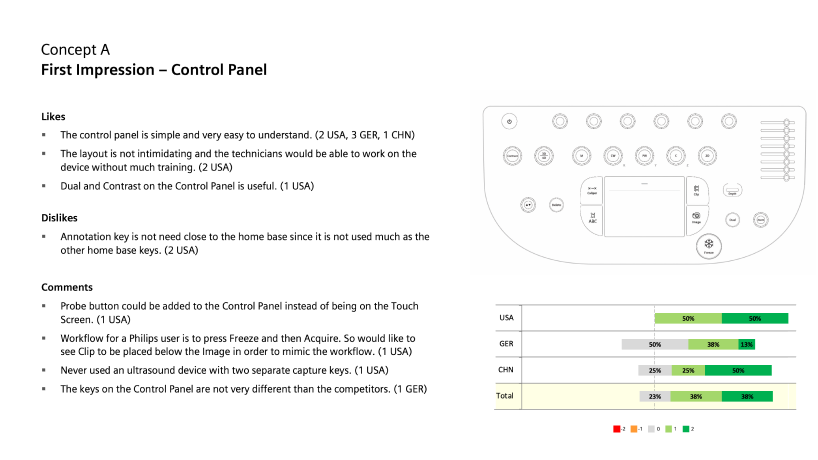 Concept A
First Impression – Control Panel
Likes
▪ The control panel is simple and very easy to understand. (2 USA, 3 GER, 1 CHN)
▪ The layout is not intimidating and the technicians would be able to work on the
device without much training. (2 USA)
▪ Dual and Contrast on the Control Panel is useful. (1 USA)
Dislikes
▪ Annotation key is not need close to the home base since it is not used much as the
other home base keys. (2 USA)
Comments
▪ Probe button could be added to the Control Panel instead of being on the Touch
Screen. (1 USA)
▪ Workflow for a Philips user is to press Freeze and then Acquire. So would like to
see Clip to be placed below the Image in order to mimic the workflow. (1 USA)
▪ Never used an ultrasound device with two separate capture keys. (1 USA)
▪ The keys on the Control Panel are not very different than the competitors. (1 GER)
Contrast
M
CW
PW
C
2D
Caliper
Clip
ABC
Image
Dual
Freeze
USA 50% 50%
GER 50% 38% 13%
CHN 25% 25% 50%
Total 23% 38% 38%
-2 -1 0 1 2